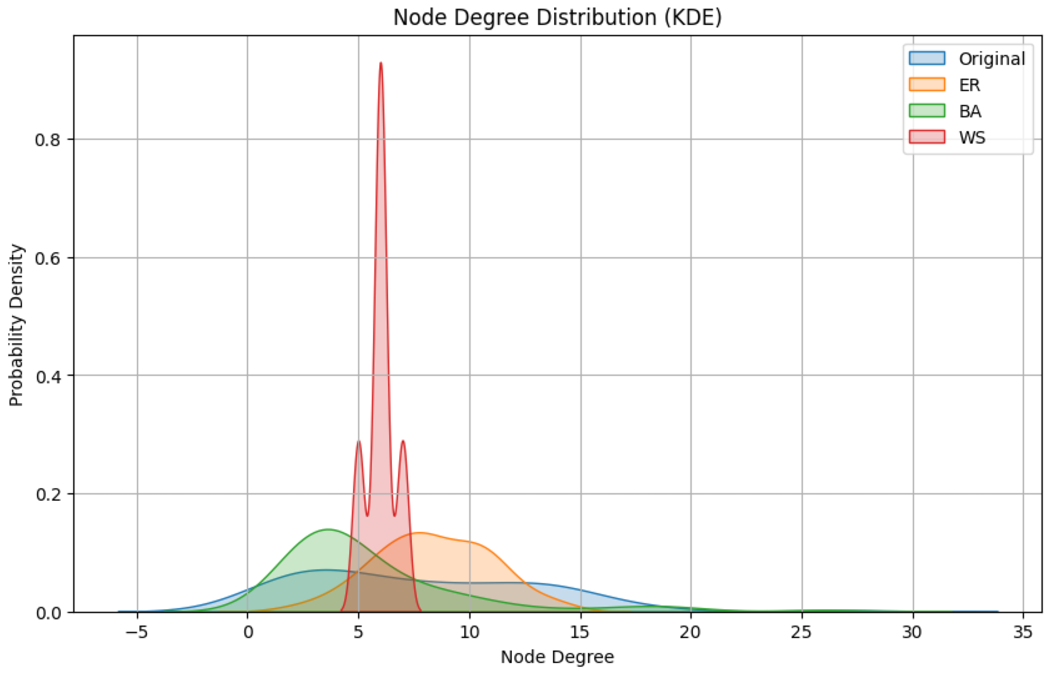 Node Degree Distribution (KDE)
Original
ER
BA
WS
Probability Density
0.8
0.6
0.4
0.2
0.0
−5
0
5
10
15
20
25
30
35
Node Degree